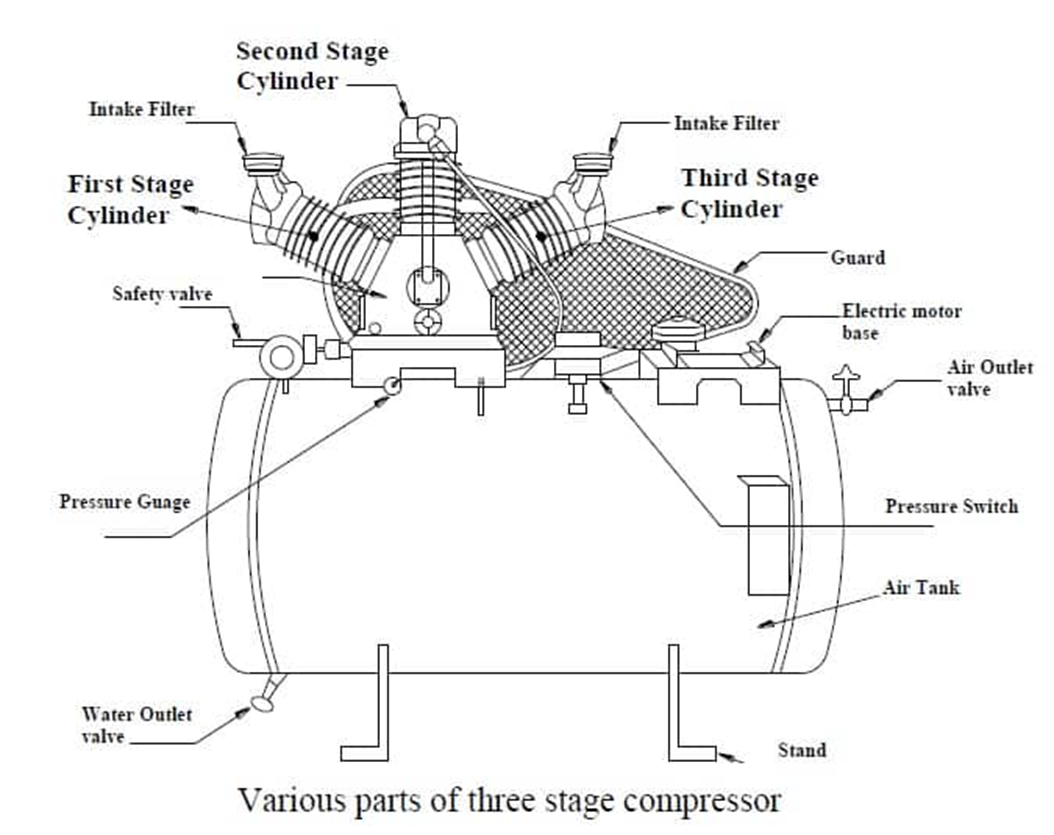 Second Stage
Cylinder
Intake Filter
Intake Filter
First Stage
Cylinder
Third Stage
Cylinder
Guard
Safety valve
Electric motor
base
Air Outlet
valve
Pressure Guage
Pressure Switch
Air Tank
Water Outlet
valve
Stand
Various parts of three stage compressor